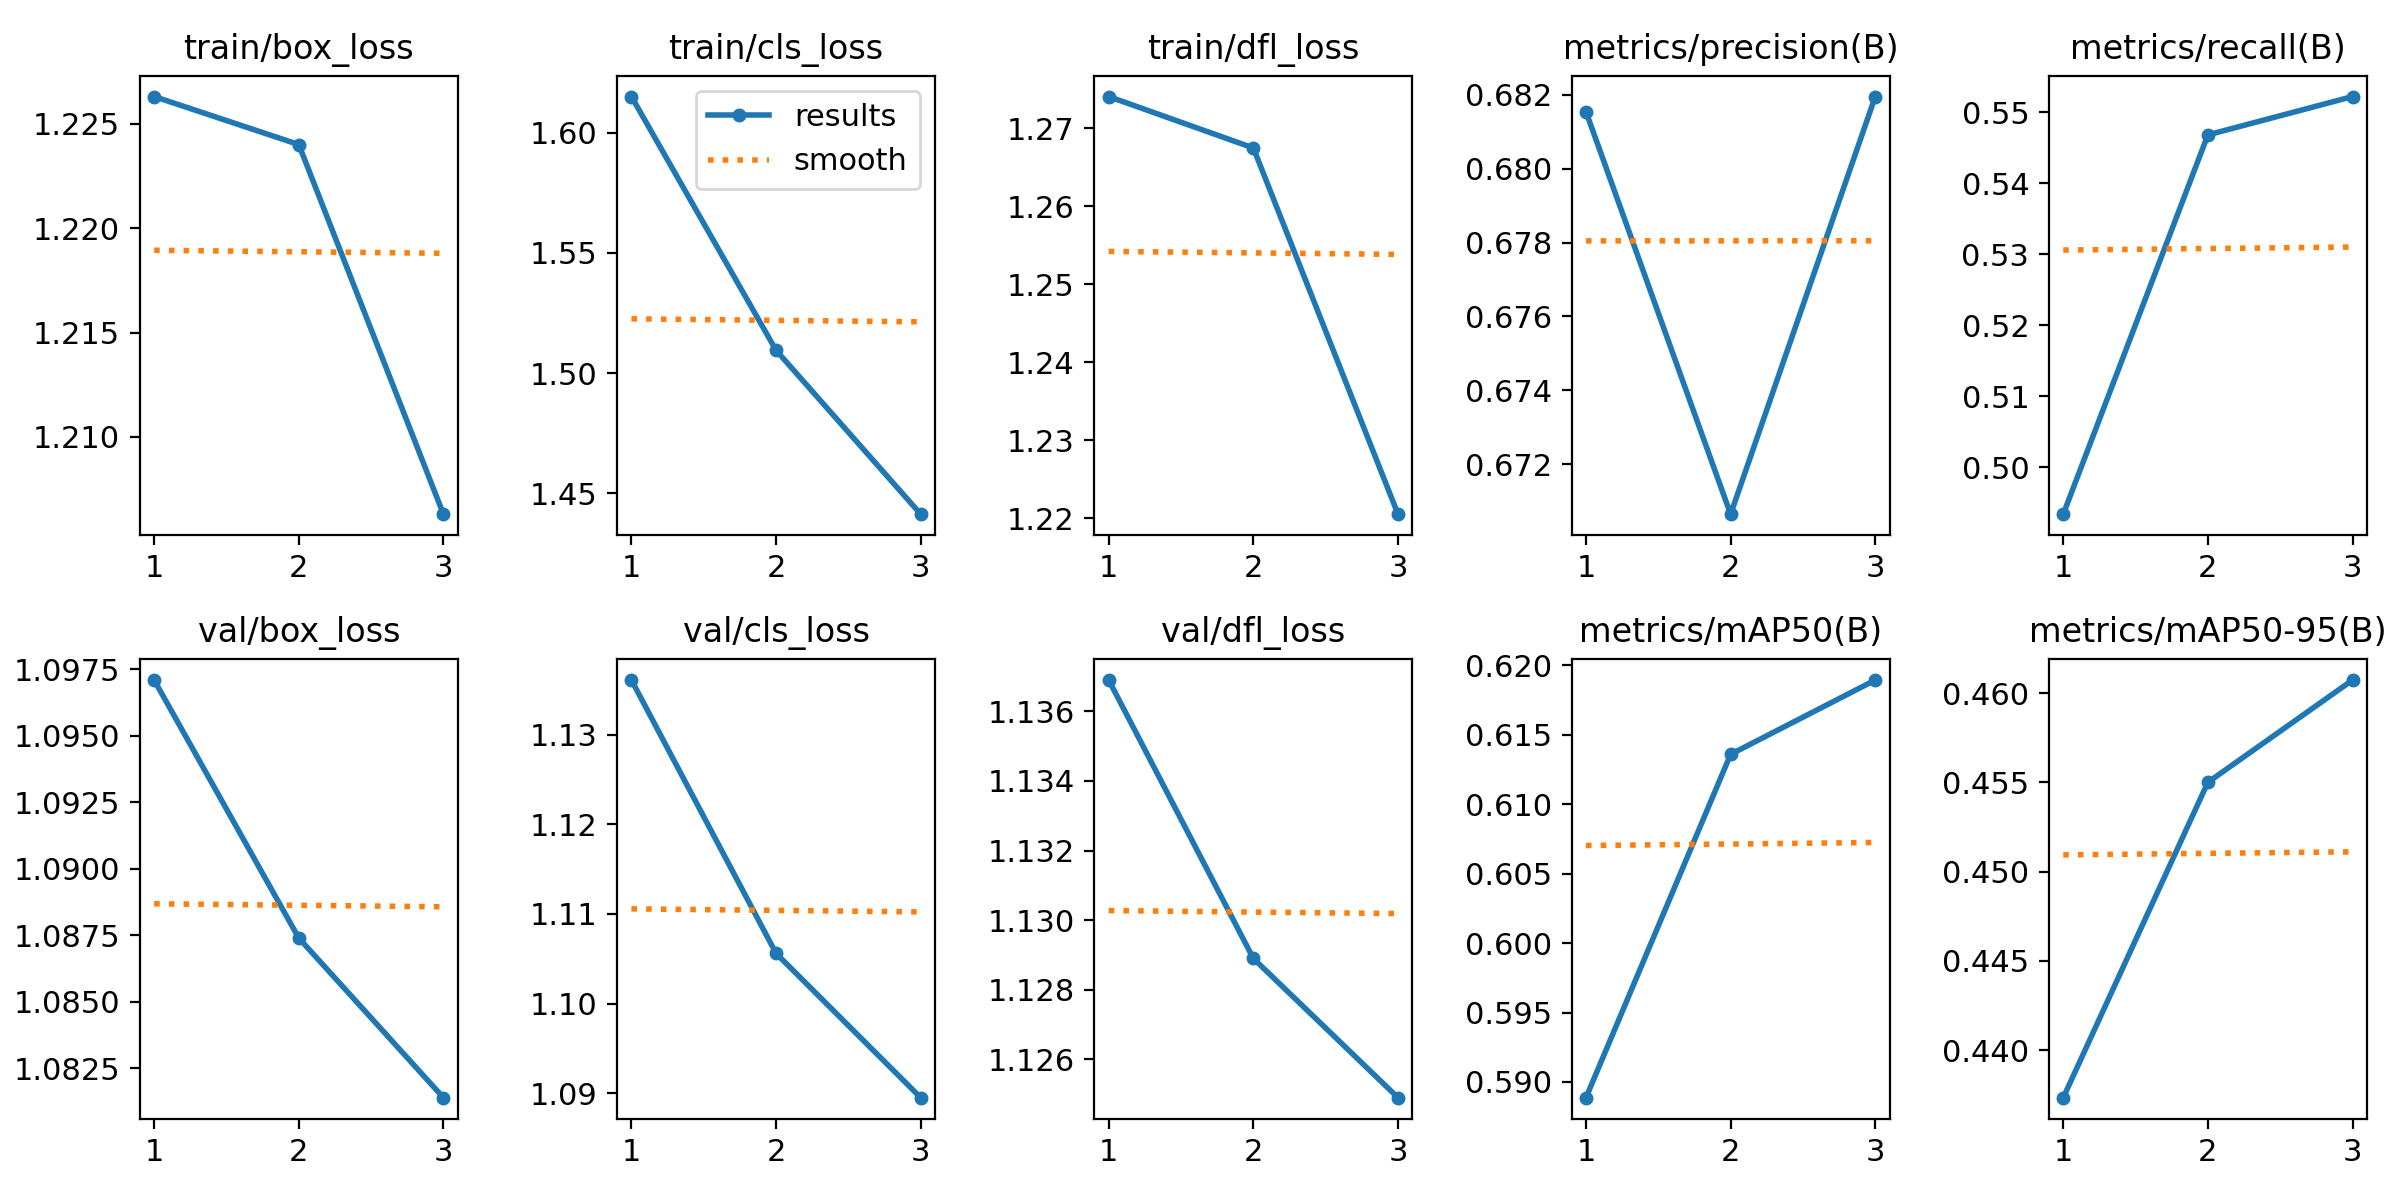 train/box_loss
1.225
1.220
1.215
1.210
1 2 3
train/cls_loss
results
smooth
1.60
1.55
1.50
1.45
1 2 3
train/dfl_loss
1.27
1.26
1.25
1.24
1.23
1.22
1 2 3
metrics/precision(B)
0.682
0.680
0.678
0.676
0.674
0.672
1 2 3
metrics/recall(B)
0.55
0.54
0.53
0.52
0.51
0.50
1 2 3
val/box_loss
1.0975
1.0950
1.0925
1.0900
1.0875
1.0850
1.0825
1 2 3
val/cls_loss
1.13
1.12
1.11
1.10
1.09
1 2 3
val/dfl_loss
1.136
1.134
1.132
1.130
1.128
1.126
1 2 3
metrics/mAP50(B)
0.620
0.615
0.610
0.605
0.600
0.595
0.590
1 2 3
metrics/mAP50-95(B)
0.460
0.455
0.450
0.445
0.440
1 2 3